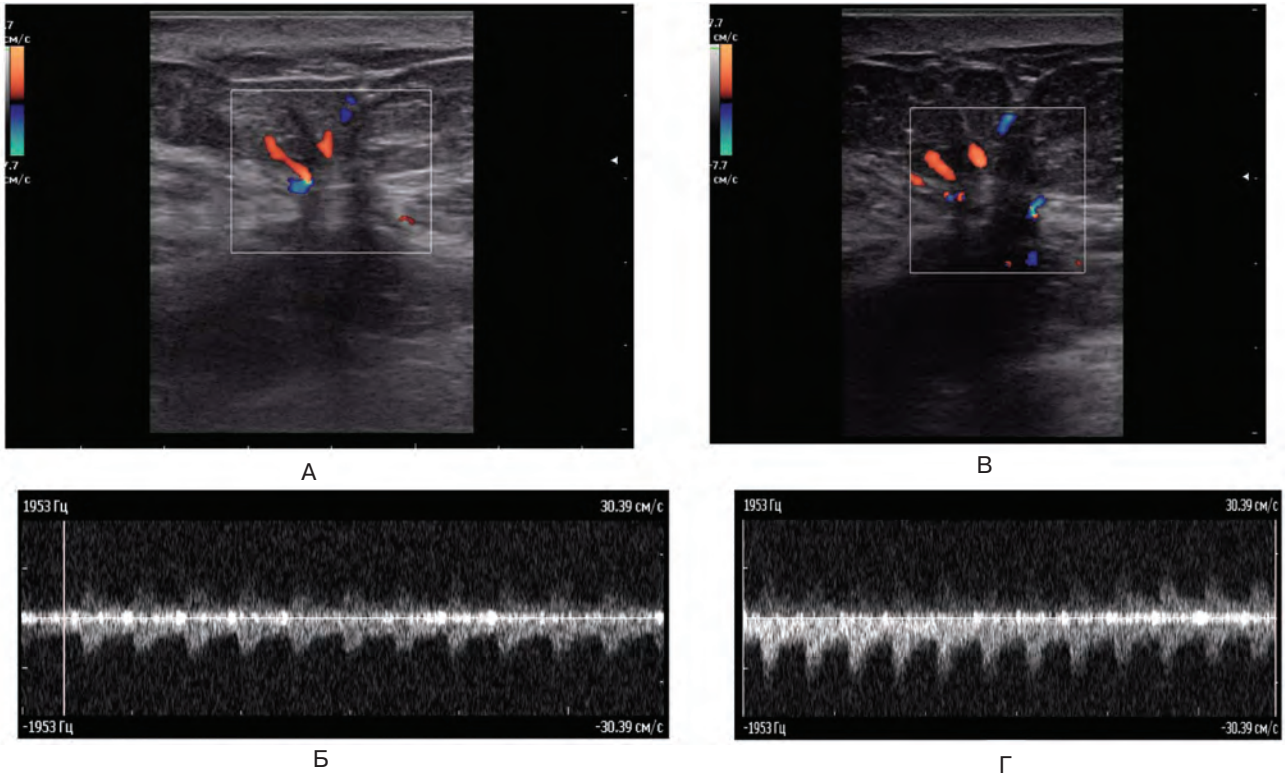 7.7
см/с
7.7
см/с
А
7.7
см/с
-7.7
см/с
В
1953 Гц 30.39 см/с
-1953 Гц -30.39 см/с
Б
1953 Гц 30.39 см/с
-1953 Гц -30.39 см/с
Г